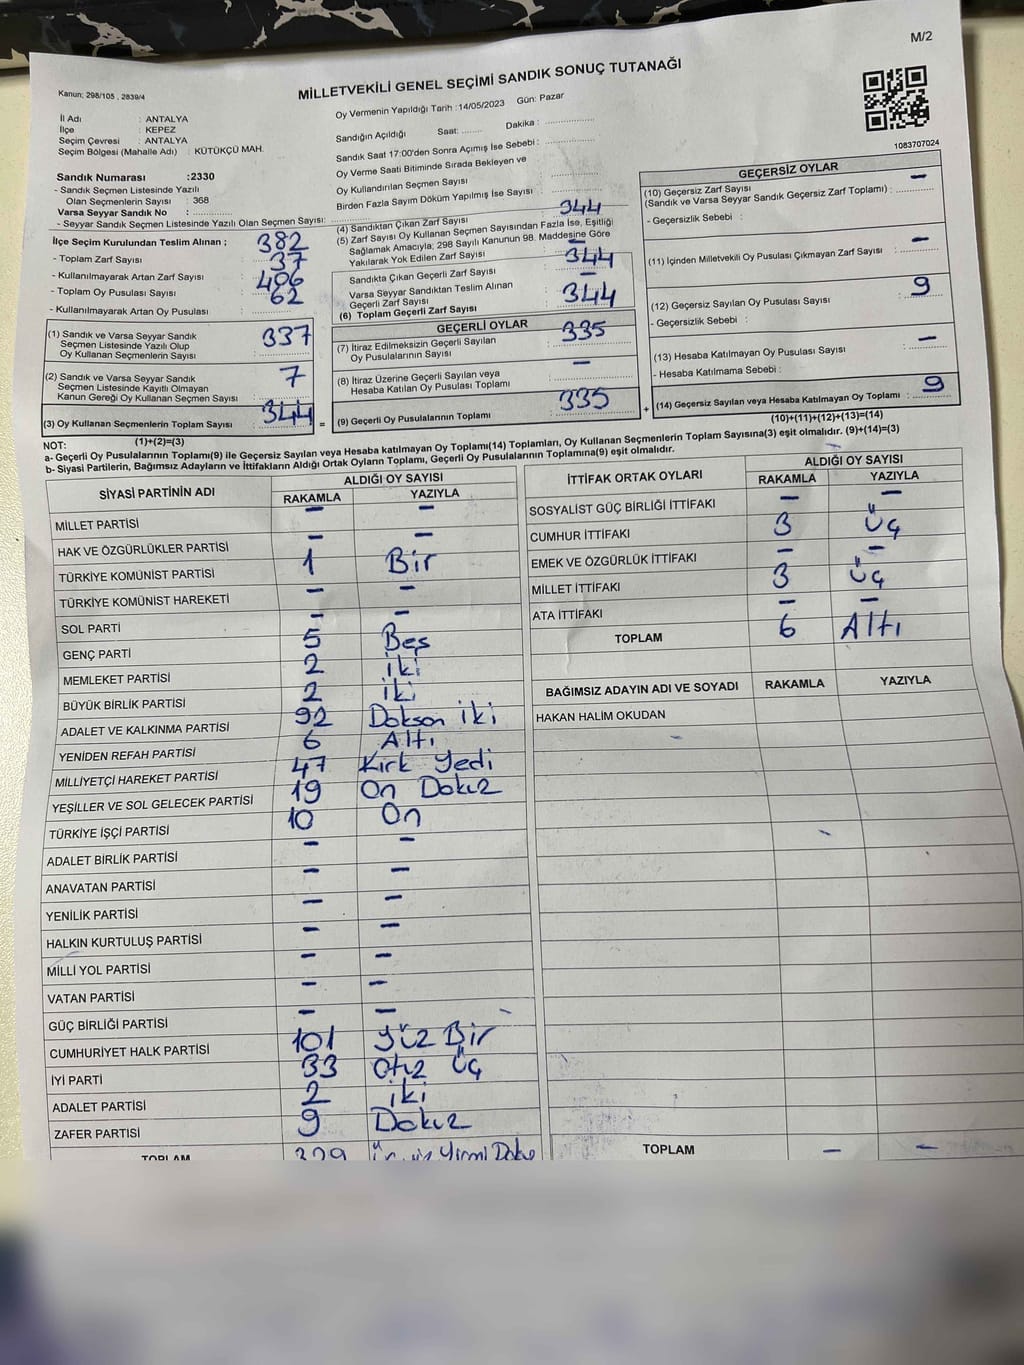 M/2
MİLLETVEKİLİ GENEL SEÇİMİ SANDIK SONUÇ TUTANAĞI
Kanun: 298/105 , 2839/4
İl Adı : ANTALYA
İlçe : KEPEZ
Seçim Çevresi : ANTALYA
Seçim Bölgesi (Mahalle Adı) : KÜTÜKÇÜ MAH.
Sandık Numarası :2330
- Sandık Seçmen Listesinde Yazılı
Olan Seçmenlerin Sayısı : 368
Varsa Seyyar Sandık No :
- Seyyar Sandık Seçmen Listesinde Yazılı Olan Seçmen Sayısı:
Oy Vermenin Yapıldığı Tarih :14/05/2023 Gün: Pazar
Sandığın Açıldığı Saat: Dakika :
Sandık Saat 17:00'den Sonra Açımış İse Sebebi :
Oy Verme Saati Bitiminde Sırada Bekleyen ve
Oy Kullandırılan Seçmen Sayısı :
Birden Fazla Sayım Döküm Yapılmış İse Sayısı :
1083707024
İlçe Seçim Kurulundan Teslim Alınan ;
- Toplam Zarf Sayısı : 382
- Kullanılmayarak Artan Zarf Sayısı : 37
- Toplam Oy Pusulası Sayısı : 406
- Kullanılmayarak Artan Oy Pusulası : 62
(1) Sandık ve Varsa Seyyar Sandık
Seçmen Listesinde Yazılı Olup
Oy Kullanan Seçmenlerin Sayısı : 337
(2) Sandık ve Varsa Seyyar Sandık
Seçmen Listesinde Kayıtlı Olmayan
Kanun Gereği Oy Kullanan Seçmen Sayısı : 7
(3) Oy Kullanan Seçmenlerin Toplam Sayısı : 344
(1)+(2)=(3)
(4) Sandıktan Çıkan Zarf Sayısı : 344
(5) Zarf Sayısı Oy Kullanan Seçmen Sayısından Fazla İse, Eşitliği
Sağlamak Amacıyla; 298 Sayılı Kanunun 98. Maddesine Göre
Yakılarak Yok Edilen Zarf Sayısı : -
Sandıkta Çıkan Geçerli Zarf Sayısı : 344
Varsa Seyyar Sandıktan Teslim Alınan
Geçerli Zarf Sayısı : -
(6) Toplam Geçerli Zarf Sayısı : 344
=
GEÇERLİ OYLAR
(7) İtiraz Edilmeksizin Geçerli Sayılan
Oy Pusulalarının Sayısı : 335
(8) İtiraz Üzerine Geçerli Sayılan veya
Hesaba Katılan Oy Pusulası Toplamı : -
(9) Geçerli Oy Pusulalarının Toplamı : 335
+
GEÇERSİZ OYLAR
(10) Geçersiz Zarf Sayısı
(Sandık ve Varsa Seyyar Sandık Geçersiz Zarf Toplamı) : -
- Geçersizlik Sebebi :
(11) İçinden Milletvekili Oy Pusulası Çıkmayan Zarf Sayısı : -
(12) Geçersiz Sayılan Oy Pusulası Sayısı : 9
- Geçersizlik Sebebi :
(13) Hesaba Katılmayan Oy Pusulası Sayısı : -
- Hesaba Katılmama Sebebi :
(14) Geçersiz Sayılan veya Hesaba Katılmayan Oy Toplamı : 9
(10)+(11)+(12)+(13)=(14)
NOT:
a- Geçerli Oy Pusulalarının Toplamı(9) ile Geçersiz Sayılan veya Hesaba katılmayan Oy Toplamı(14) Toplamları, Oy Kullanan Seçmenlerin Toplam Sayısına(3) eşit olmalıdır. (9)+(14)=(3)
b- Siyasi Partilerin, Bağımsız Adayların ve İttifakların Aldığı Ortak Oyların Toplamı, Geçerli Oy Pusulalarının Toplamına(9) eşit olmalıdır.
SİYASİ PARTİNİN ADI ALDIĞI OY SAYISI
RAKAMLA YAZIYLA
MİLLET PARTİSİ - -
HAK VE ÖZGÜRLÜKLER PARTİSİ - -
TÜRKİYE KOMÜNİST PARTİSİ 1 Bir
TÜRKİYE KOMÜNİST HAREKETİ - -
SOL PARTİ - -
GENÇ PARTİ 5 Beş
MEMLEKET PARTİSİ 2 iki
BÜYÜK BİRLİK PARTİSİ 2 iki
ADALET VE KALKINMA PARTİSİ 92 Doksan iki
YENİDEN REFAH PARTİSİ 6 Altı
MİLLİYETÇİ HAREKET PARTİSİ 47 Kırk yedi
YEŞİLLER VE SOL GELECEK PARTİSİ 19 On Dokuz
TÜRKİYE İŞÇİ PARTİSİ 10 On
ADALET BİRLİK PARTİSİ - -
ANAVATAN PARTİSİ - -
YENİLİK PARTİSİ - -
HALKIN KURTULUŞ PARTİSİ - -
MİLLİ YOL PARTİSİ - -
VATAN PARTİSİ - -
GÜÇ BİRLİĞİ PARTİSİ - -
CUMHURİYET HALK PARTİSİ 101 yüz Bir
İYİ PARTİ 33 otuz üç
ADALET PARTİSİ 2 iki
ZAFER PARTİSİ 9 Dokuz
TOPLAM 329 üç yüz yirmi Dokuz
İTTİFAK ORTAK OYLARI ALDIĞI OY SAYISI
RAKAMLA YAZIYLA
SOSYALİST GÜÇ BİRLİĞİ İTTİFAKI - -
CUMHUR İTTİFAKI 3 üç
EMEK VE ÖZGÜRLÜK İTTİFAKI - -
MİLLET İTTİFAKI 3 üç
ATA İTTİFAKI - -
TOPLAM 6 Altı
BAĞIMSIZ ADAYIN ADI VE SOYADI RAKAMLA YAZIYLA
HAKAN HALİM OKUDAN
TOPLAM - -